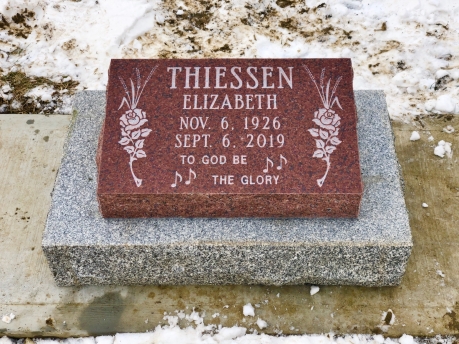 THIESSEN
ELIZABETH
NOV. 6, 1926
SEPT. 6, 2019
TO GOD BE
THE GLORY